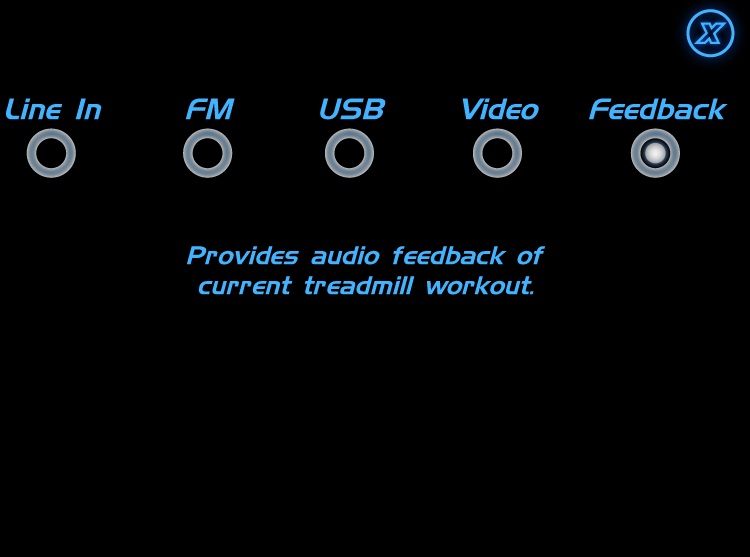 X
Line In FM USB Video Feedback
Provides audio feedback of
current treadmill workout.